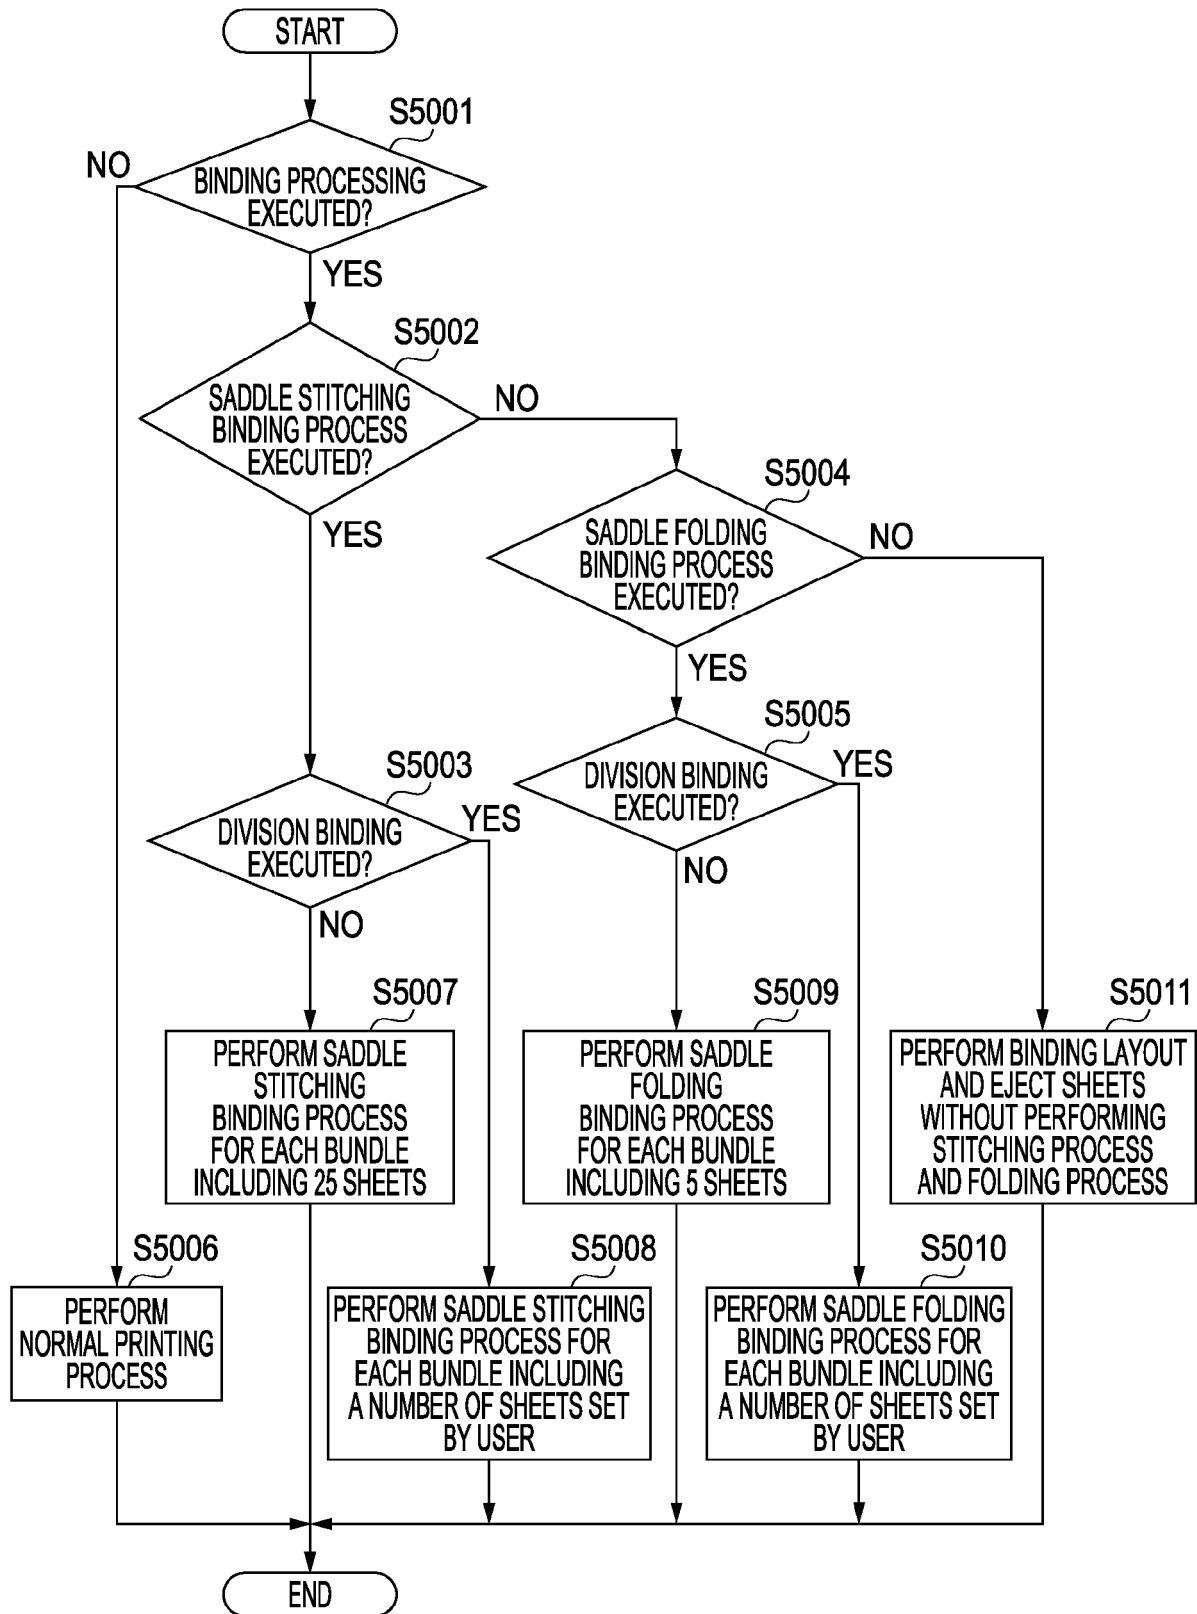 START
S5001
NO
BINDING PROCESSING
EXECUTED?
YES
S5002
SADDLE STITCHING
BINDING PROCESS
EXECUTED?
NO
YES
S5004
SADDLE FOLDING
BINDING PROCESS
EXECUTED?
NO
YES
S5003
DIVISION BINDING
EXECUTED?
YES
NO
S5005
DIVISION BINDING
EXECUTED?
YES
NO
S5007
PERFORM SADDLE
STITCHING
BINDING PROCESS
FOR EACH BUNDLE
INCLUDING 25 SHEETS
S5009
PERFORM SADDLE
FOLDING
BINDING PROCESS
FOR EACH BUNDLE
INCLUDING 5 SHEETS
S5011
PERFORM BINDING LAYOUT
AND EJECT SHEETS
WITHOUT PERFORMING
STITCHING PROCESS
AND FOLDING PROCESS
S5006
PERFORM
NORMAL PRINTING
PROCESS
S5008
PERFORM SADDLE STITCHING
BINDING PROCESS FOR
EACH BUNDLE INCLUDING
A NUMBER OF SHEETS SET
BY USER
S5010
PERFORM SADDLE FOLDING
BINDING PROCESS FOR
EACH BUNDLE INCLUDING
A NUMBER OF SHEETS SET
BY USER
END